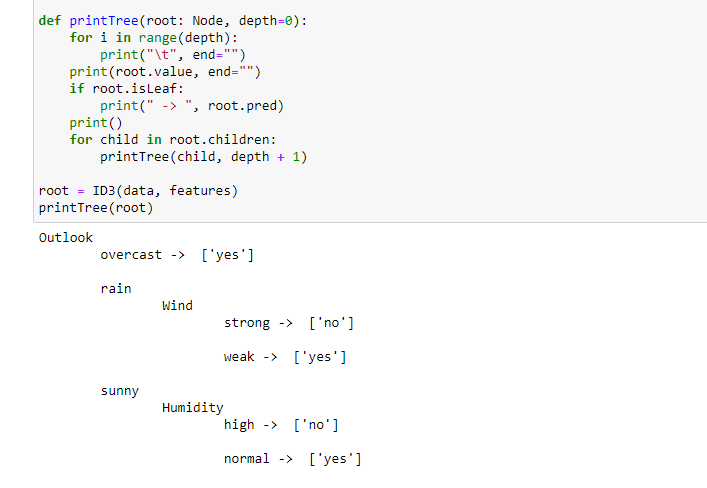 def printTree(root: Node, depth=0):
    for i in range(depth):
        print("\t", end="")
    print(root.value, end="")
    if root.isLeaf:
        print(" -> ", root.pred)
    print()
    for child in root.children:
        printTree(child, depth + 1)

root = ID3(data, features)
printTree(root)
Outlook
        overcast ->  ['yes']

        rain
                Wind
                        strong ->  ['no']

                        weak ->  ['yes']

        sunny
                Humidity
                        high ->  ['no']

                        normal ->  ['yes']